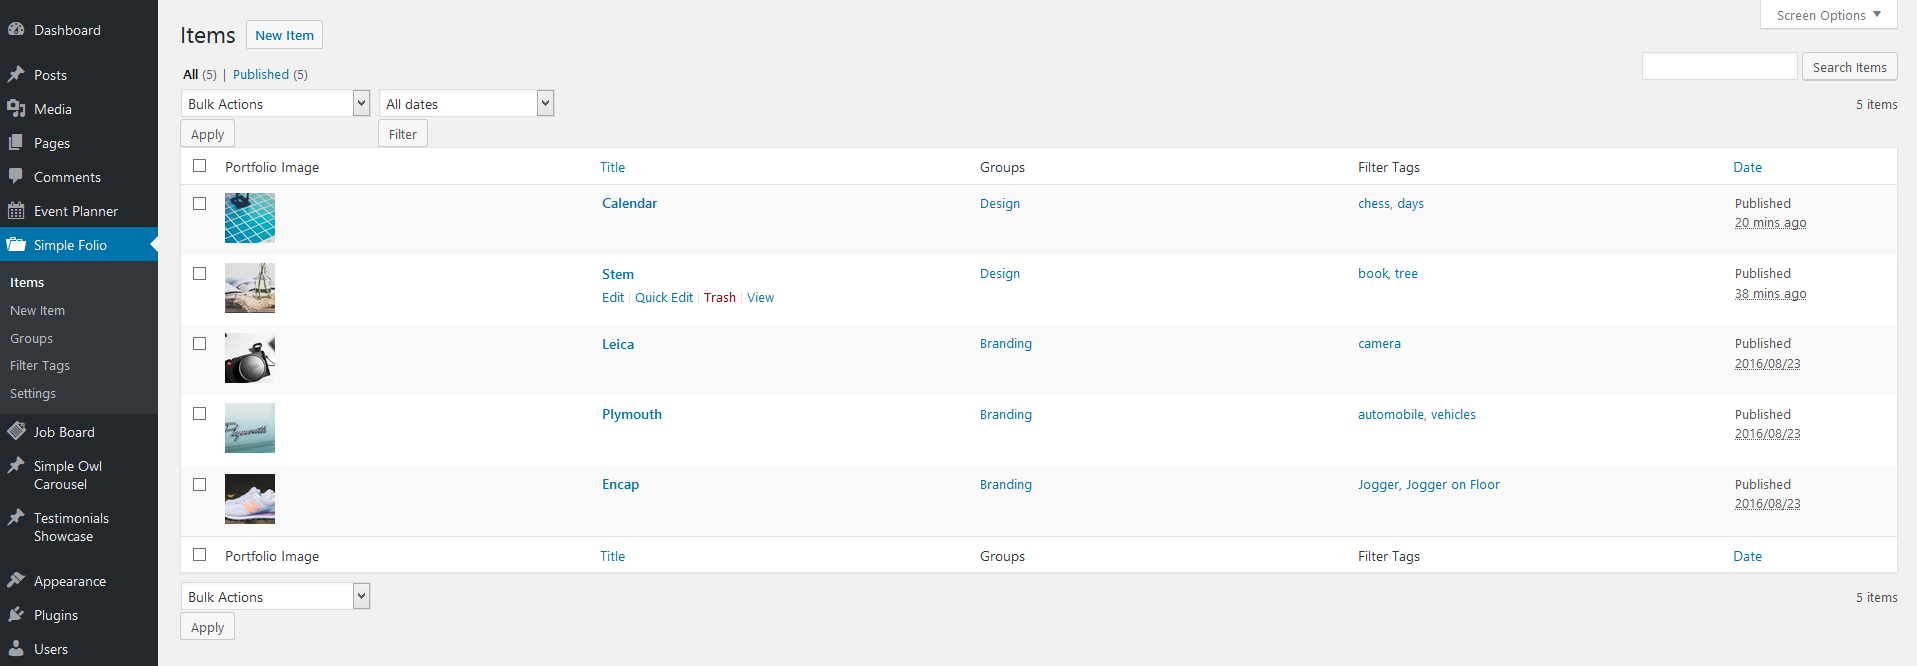 Dashboard
Posts
Media
Pages
Comments
Event Planner
Simple Folio
Items
New Item
Groups
Filter Tags
Settings
Job Board
Simple Owl
Carousel
Testimonials
Showcase
Appearance
Plugins
Users
Screen Options
Items New Item
All (5) | Published (5)
Search Items
Bulk Actions All dates 5 items
Apply Filter
Portfolio Image Title Groups Filter Tags Date
Calendar Design chess, days Published
20 mins ago
Stem Design book, tree Published
Edit | Quick Edit | Trash | View 38 mins ago
Leica Branding camera Published
2016/08/23
Plymouth Branding automobile, vehicles Published
Plymouth 2016/08/23
Encap Branding Jogger, Jogger on Floor Published
2016/08/23
Portfolio Image Title Groups Filter Tags Date
Bulk Actions 5 items
Apply